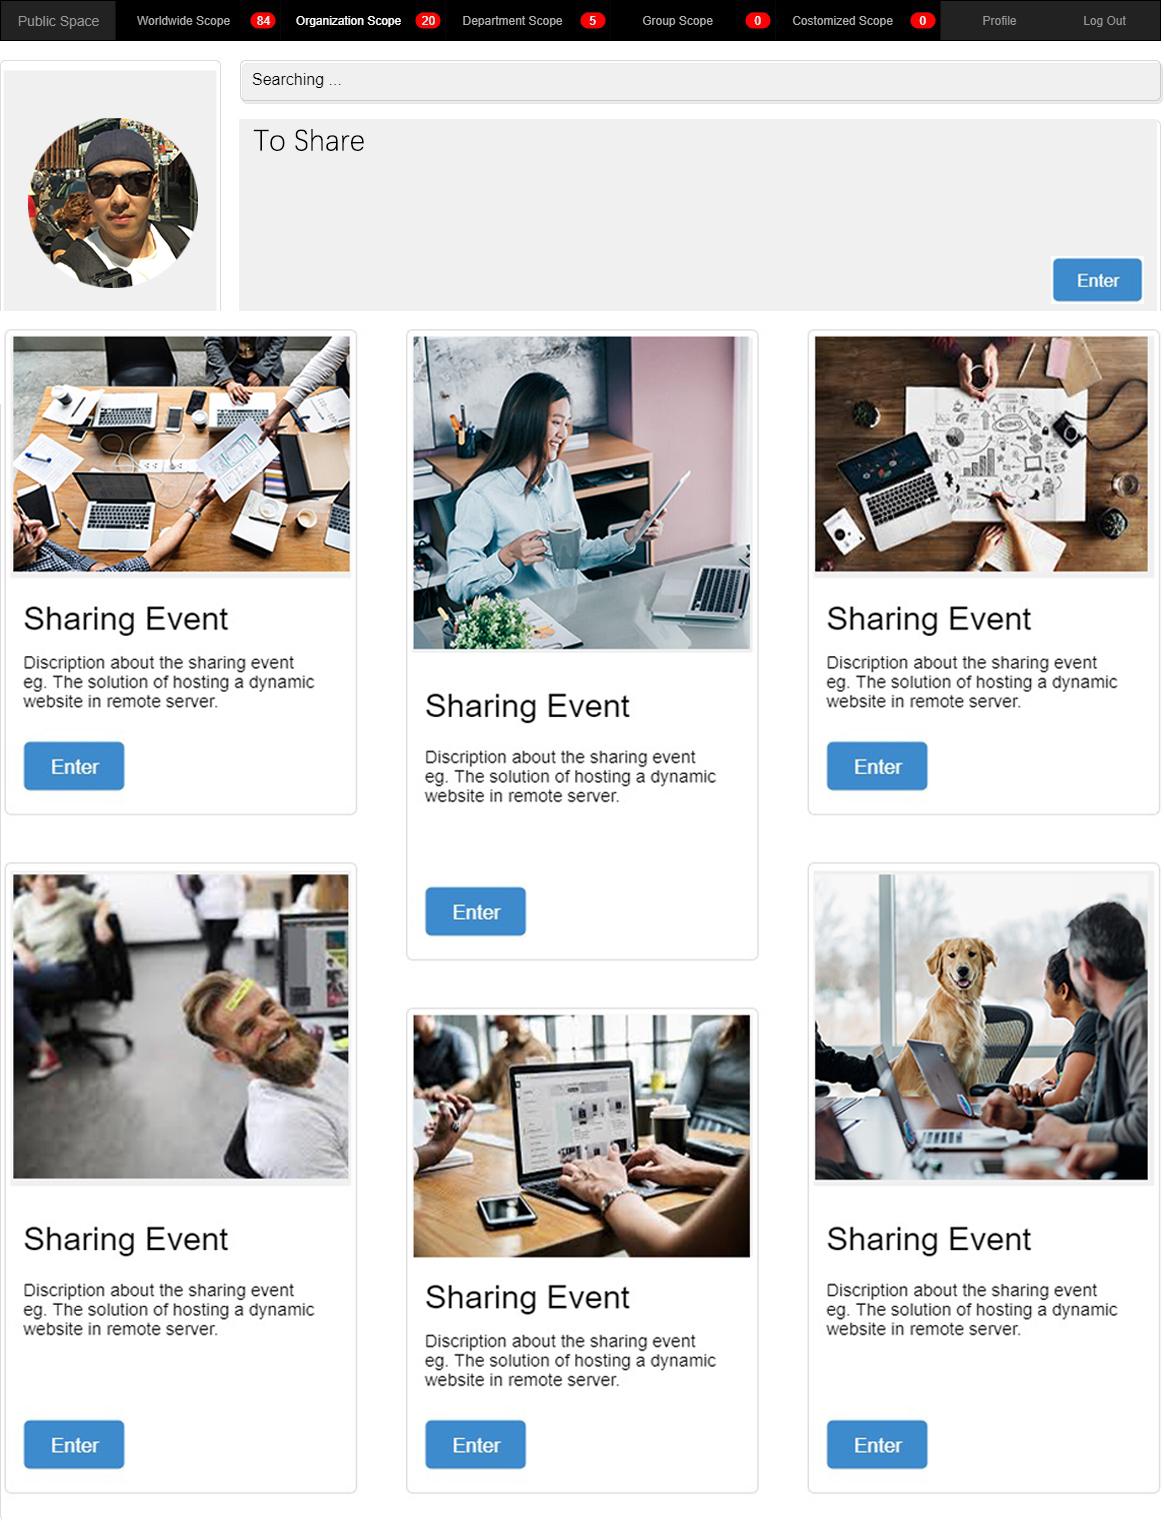 Public Space Worldwide Scope 84 Organization Scope 20 Department Scope 5 Group Scope 0 Costomized Scope 0 Profile Log Out
Searching ...
To Share
Enter
Sharing Event
Discription about the sharing event
eg. The solution of hosting a dynamic
website in remote server.
Enter
Sharing Event
Discription about the sharing event
eg. The solution of hosting a dynamic
website in remote server.
Enter
BUSINESS
Sharing Event
Discription about the sharing event
eg. The solution of hosting a dynamic
website in remote server.
Enter
Sharing Event
Discription about the sharing event
eg. The solution of hosting a dynamic
website in remote server.
Enter
Sharing Event
Discription about the sharing event
eg. The solution of hosting a dynamic
website in remote server.
Enter
Sharing Event
Discription about the sharing event
eg. The solution of hosting a dynamic
website in remote server.
Enter